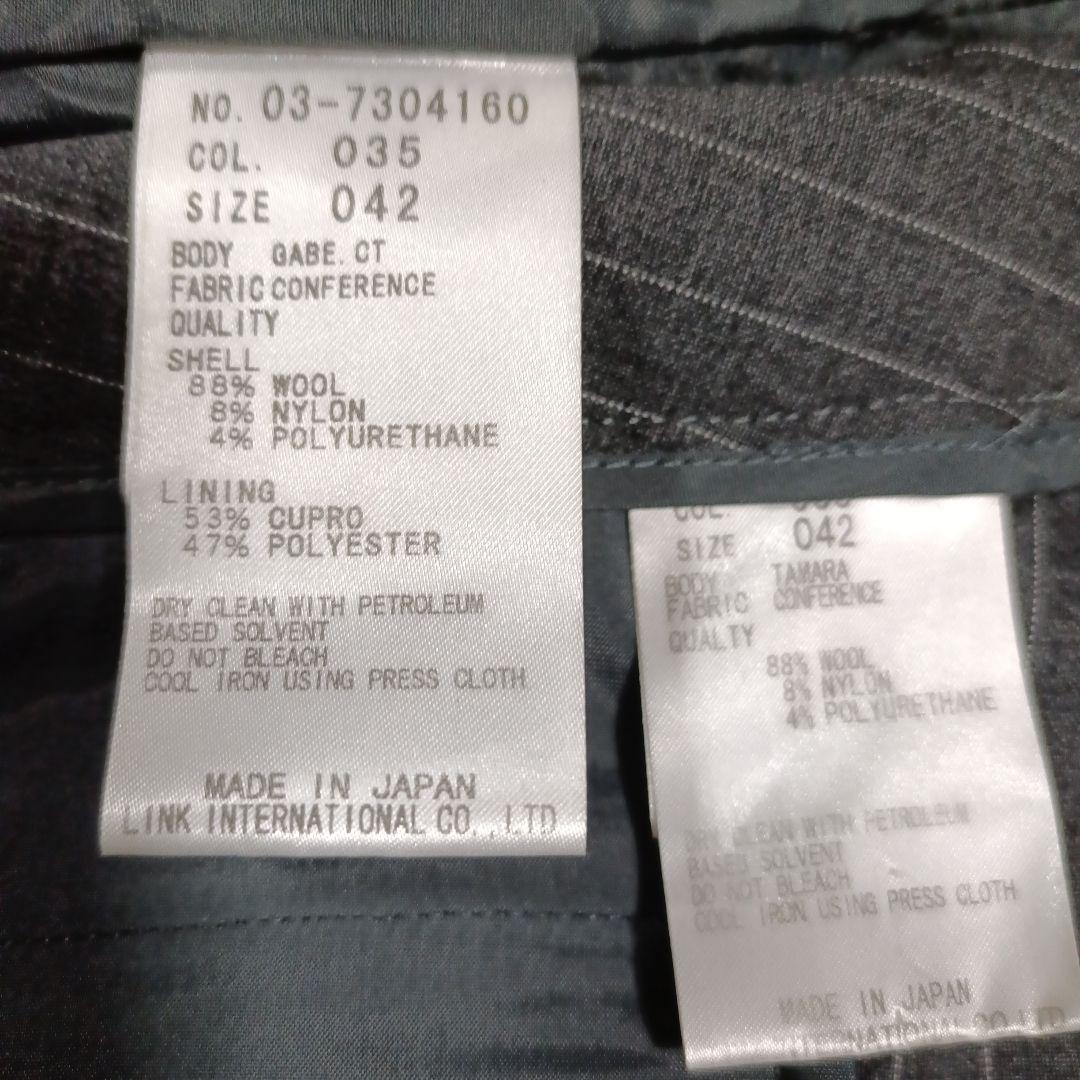 NO. 03-7304160
COL. 035
SIZE 042
BODY GABE.CT
FABRIC CONFERENCE
QUALITY
SHELL
88% WOOL
8% NYLON
4% POLYURETHANE
LINING
53% CUPRO
47% POLYESTER
DRY CLEAN WITH PETROLEUM
BASED SOLVENT
DO NOT BLEACH
COOL IRON USING PRESS CLOTH
MADE IN JAPAN
LINK INTERNATIONAL CO.,LTD
COL.
SIZE 042
BODY TAMARA
FABRIC CONFERENCE
QUALTY
88% WOOL
8% NYLON
4% POLYURETHANE
DRY CLEAN WITH PETROLEUM
BASED SOLVENT
DO NOT BLEACH
COOL IRON USING PRESS CLOTH
MADE IN JAPAN